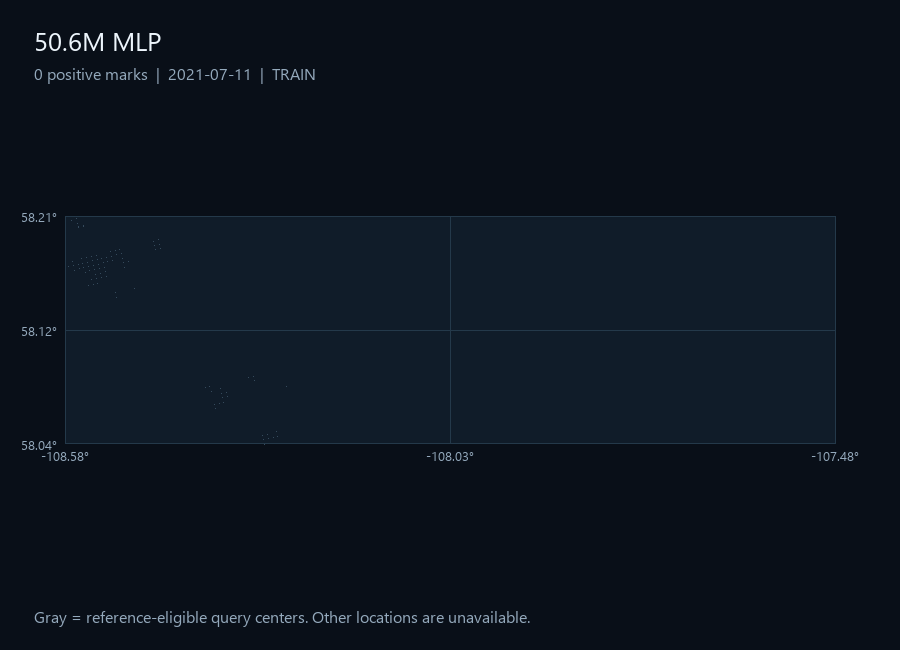 50.6M MLP
0 positive marks | 2021-07-11 | TRAIN
58.21°
58.12°
58.04°
-108.58°
-108.03°
-107.48°
Gray = reference-eligible query centers. Other locations are unavailable.